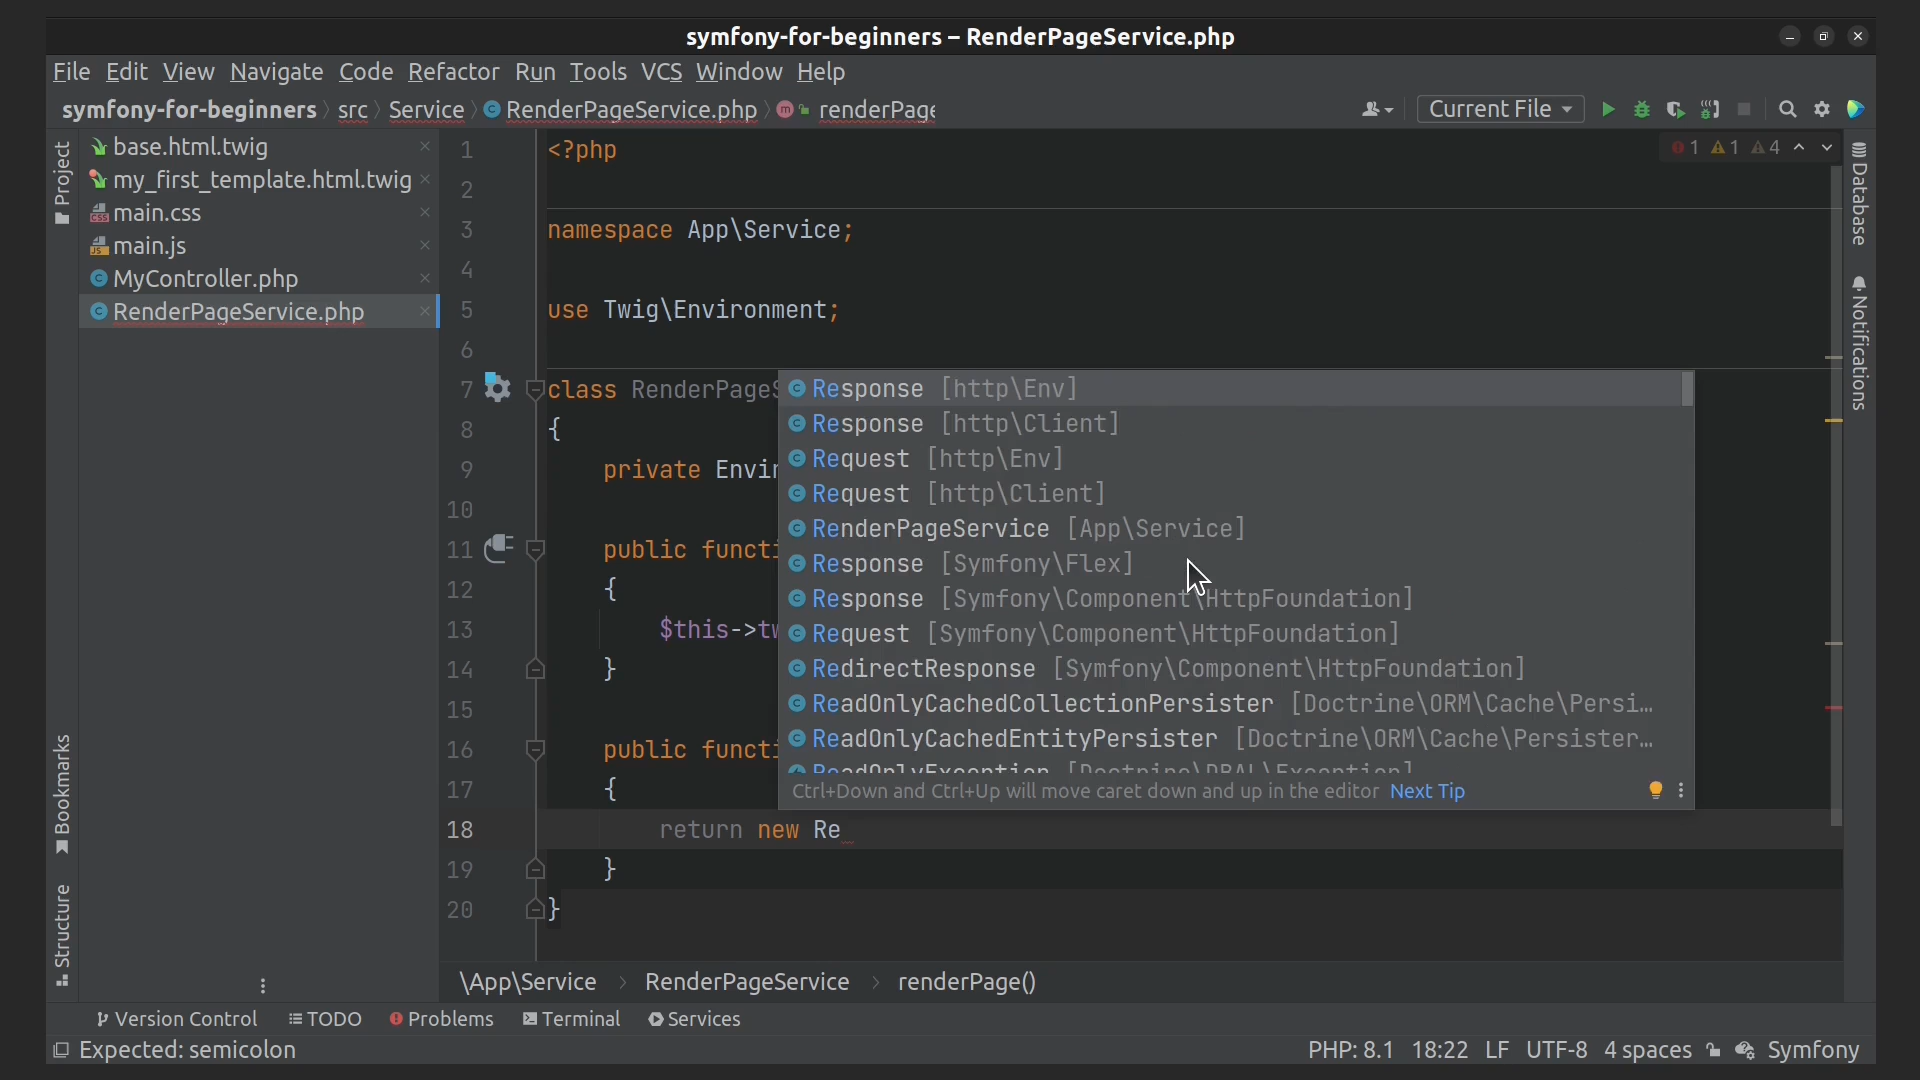 symfony-for-beginners – RenderPageService.php
File Edit View Navigate Code Refactor Run Tools VCS Window Help
symfony-for-beginners src Service RenderPageService.php m renderPage Current File
Project
base.html.twig
my_first_template.html.twig
main.css
main.js
MyController.php
RenderPageService.php
1 1 4
1 <?php
2
3 namespace App\Service;
4
5 use Twig\Environment;
6
7 class RenderPageS
8 {
9 private Envir
10
11 public functi
12 {
13 $this->tw
14 }
15
16 public functi
17 {
18 return new Re
19 }
20 }
Response [http\Env]
Response [http\Client]
Request [http\Env]
Request [http\Client]
RenderPageService [App\Service]
Response [Symfony\Flex]
Response [Symfony\Component\HttpFoundation]
Request [Symfony\Component\HttpFoundation]
RedirectResponse [Symfony\Component\HttpFoundation]
ReadOnlyCachedCollectionPersister [Doctrine\ORM\Cache\Persi…
ReadOnlyCachedEntityPersister [Doctrine\ORM\Cache\Persister…
ReadOnlyException [Doctrine\DBAL\Exception]
Ctrl+Down and Ctrl+Up will move caret down and up in the editor Next Tip
Database
Notifications
Bookmarks
Structure
\App\Service RenderPageService renderPage()
Version Control TODO Problems Terminal Services
Expected: semicolon PHP: 8.1 18:22 LF UTF-8 4 spaces Symfony